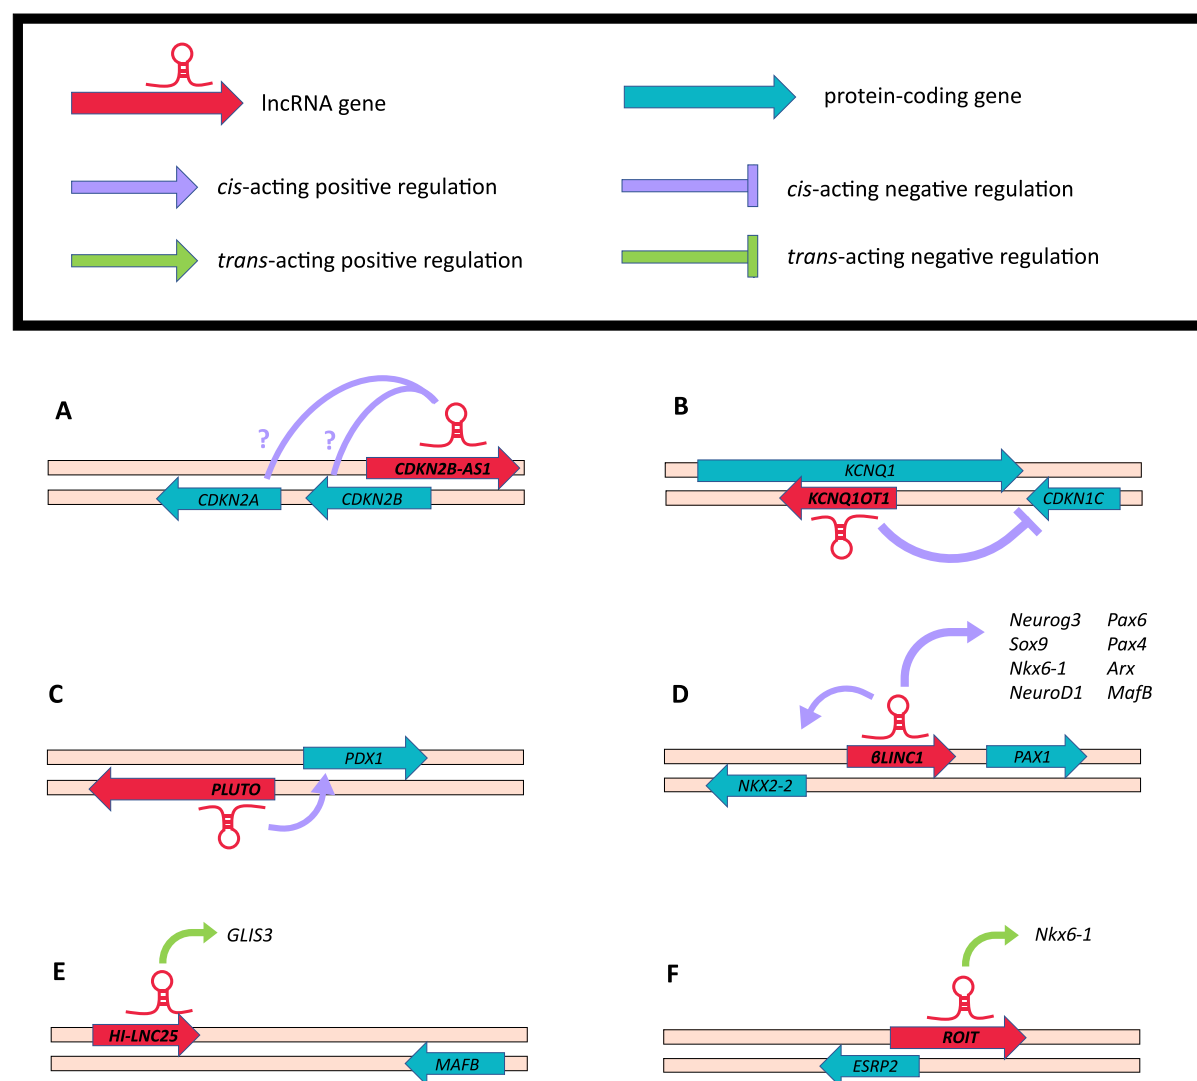 lncRNA gene
protein-coding gene
cis-acting positive regulation
cis-acting negative regulation
trans-acting positive regulation
trans-acting negative regulation
A
? ?
CDKN2B-AS1
CDKN2A
CDKN2B
B
KCNQ1
KCNQ1OT1
CDKN1C
C
PDX1
PLUTO
D
Neurog3 Pax6
Sox9 Pax4
Nkx6-1 Arx
NeuroD1 MafB
βLINC1
PAX1
NKX2-2
E
GLIS3
HI-LNC25
MAFB
F
Nkx6-1
ROIT
ESRP2